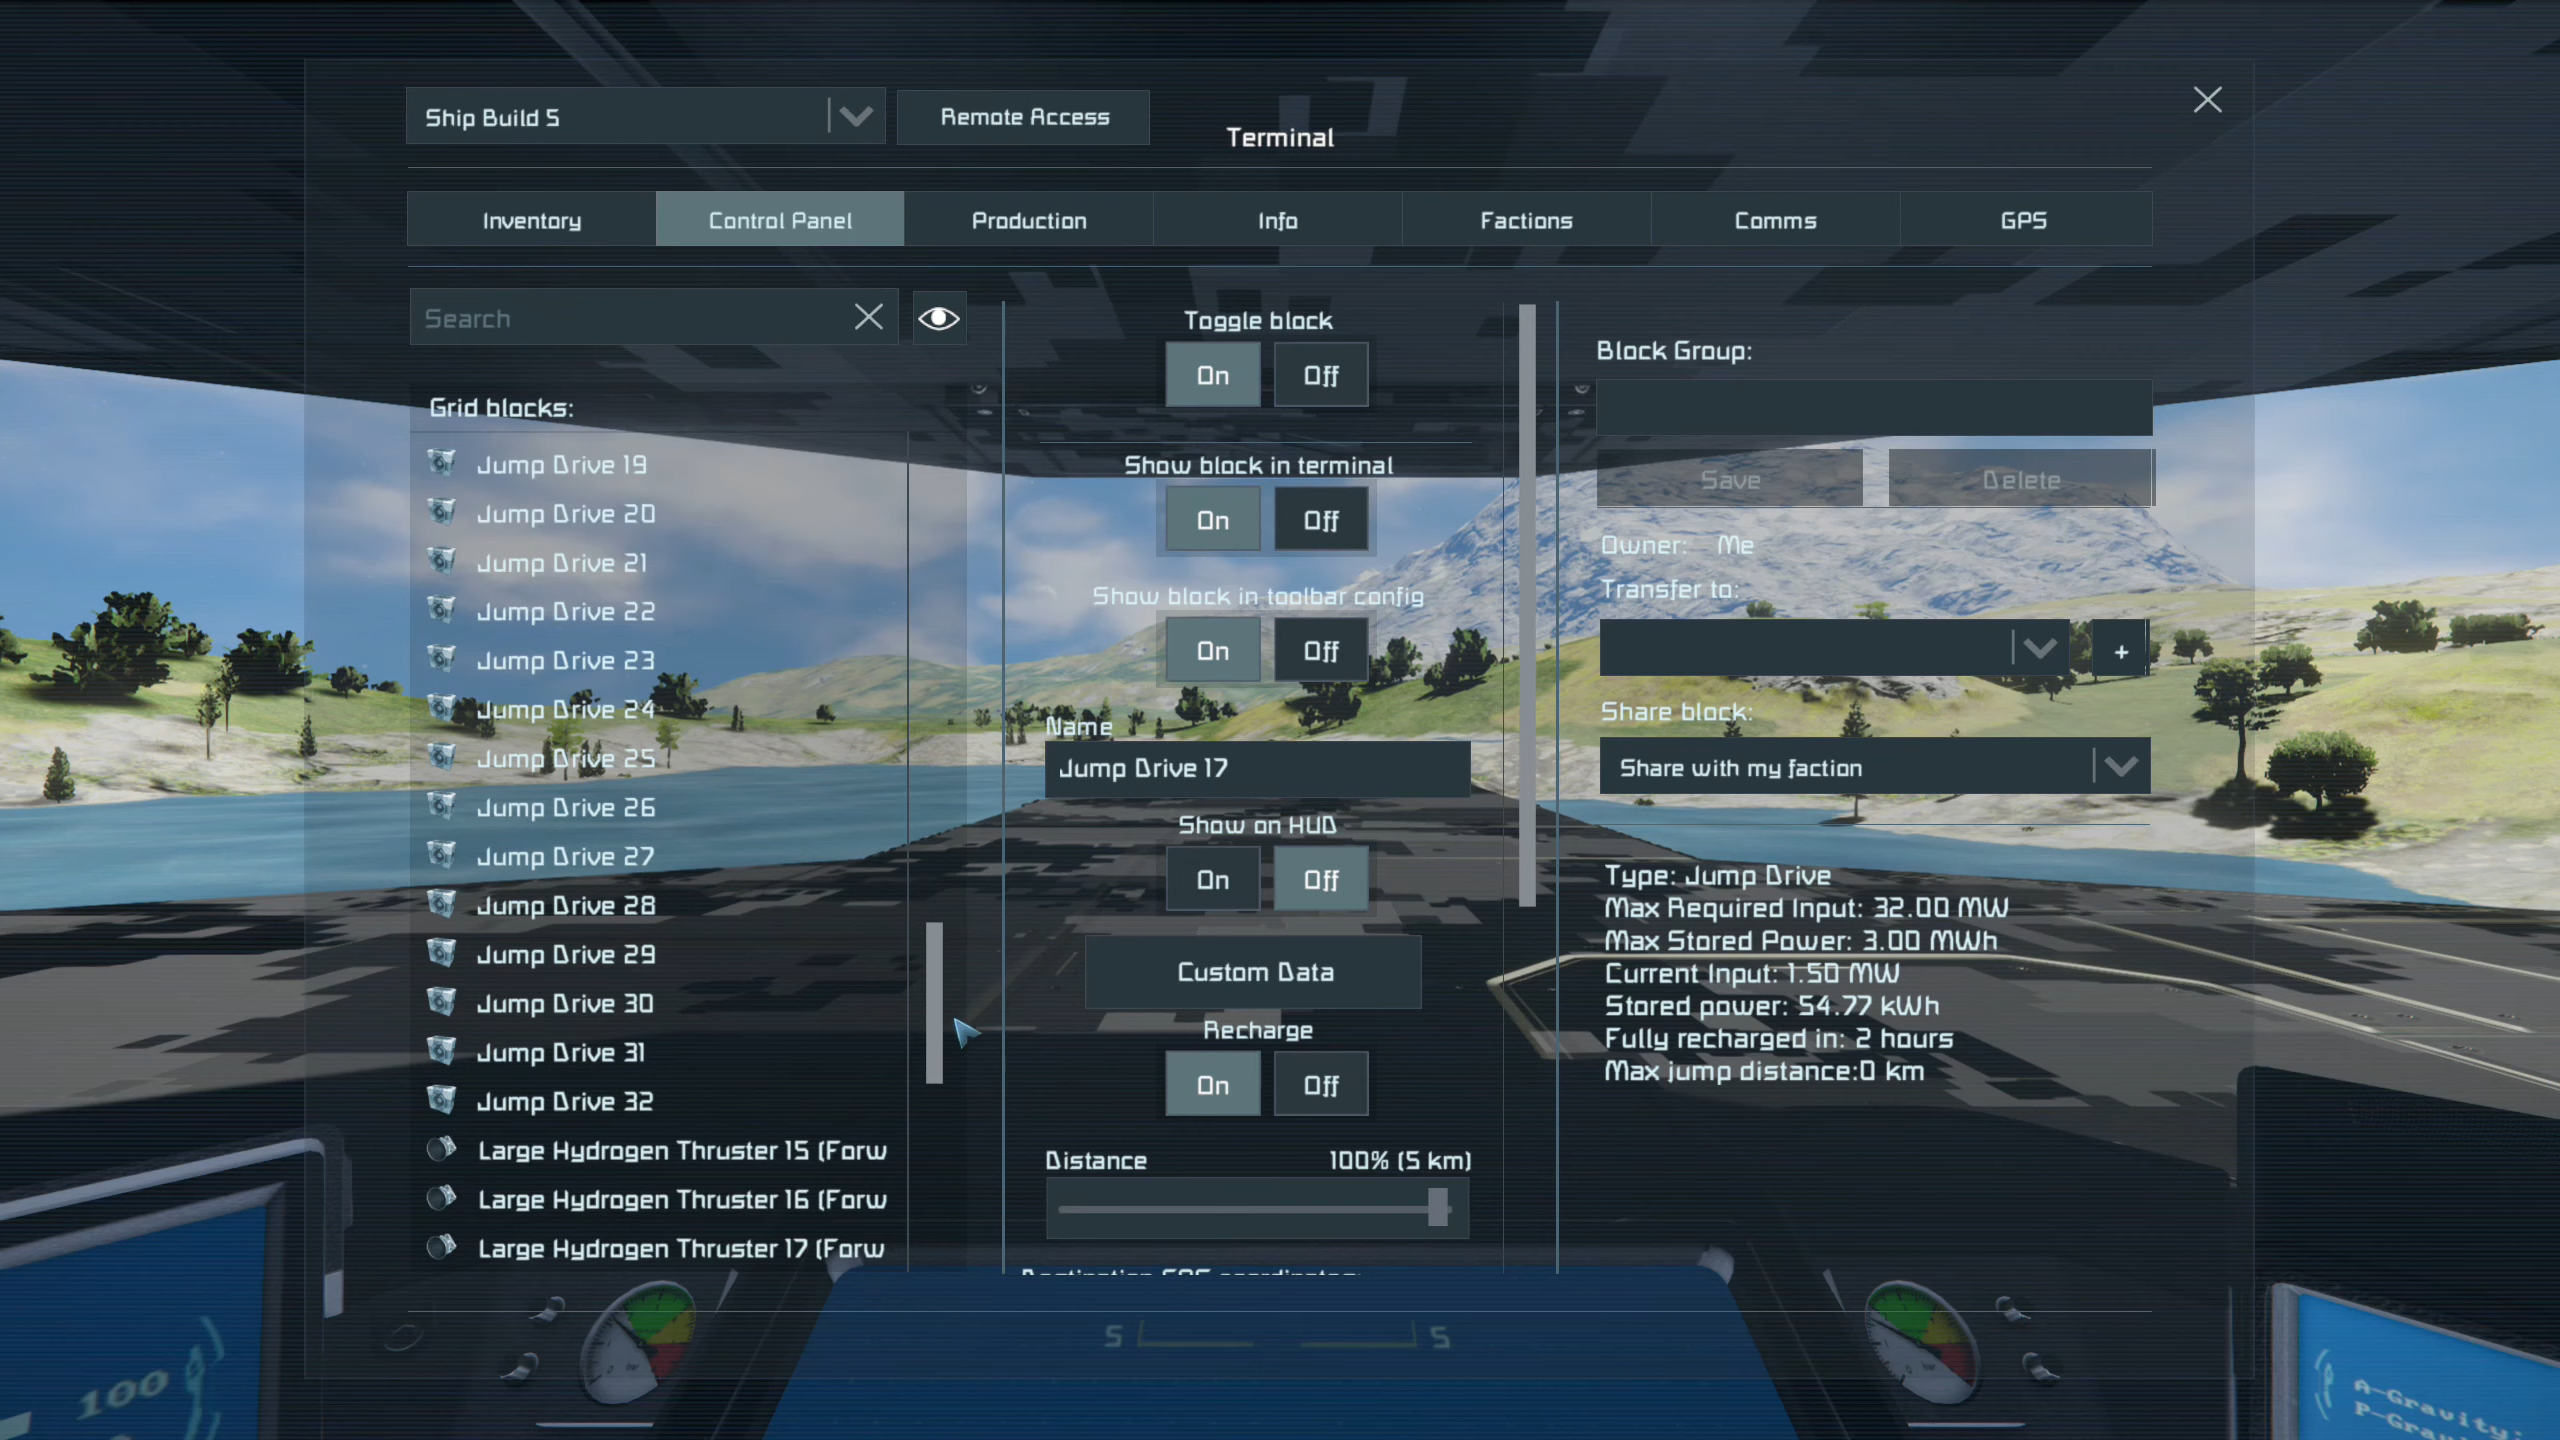 Ship Build 5
Remote Access
Terminal
Inventory
Control Panel
Production
Info
Factions
Comms
GPS
Search
Grid blocks:
Jump Drive 19
Jump Drive 20
Jump Drive 21
Jump Drive 22
Jump Drive 23
Jump Drive 24
Jump Drive 25
Jump Drive 26
Jump Drive 27
Jump Drive 28
Jump Drive 29
Jump Drive 30
Jump Drive 31
Jump Drive 32
Large Hydrogen Thruster 15 (Forw
Large Hydrogen Thruster 16 (Forw
Large Hydrogen Thruster 17 (Forw
Toggle block
On Off
Show block in terminal
On Off
Show block in toolbar config
On Off
Name
Jump Drive 17
Show on HUD
On Off
Custom Data
Recharge
On Off
Distance 100% (5 km)
Block Group:
Save Delete
Owner: Me
Transfer to:
+
Share block:
Share with my faction
Type: Jump Drive
Max Required Input: 32.00 MW
Max Stored Power: 3.00 MWh
Current Input: 1.50 MW
Stored power: 54.77 kWh
Fully recharged in: 2 hours
Max jump distance:0 km
100
S S
A-Gravity: